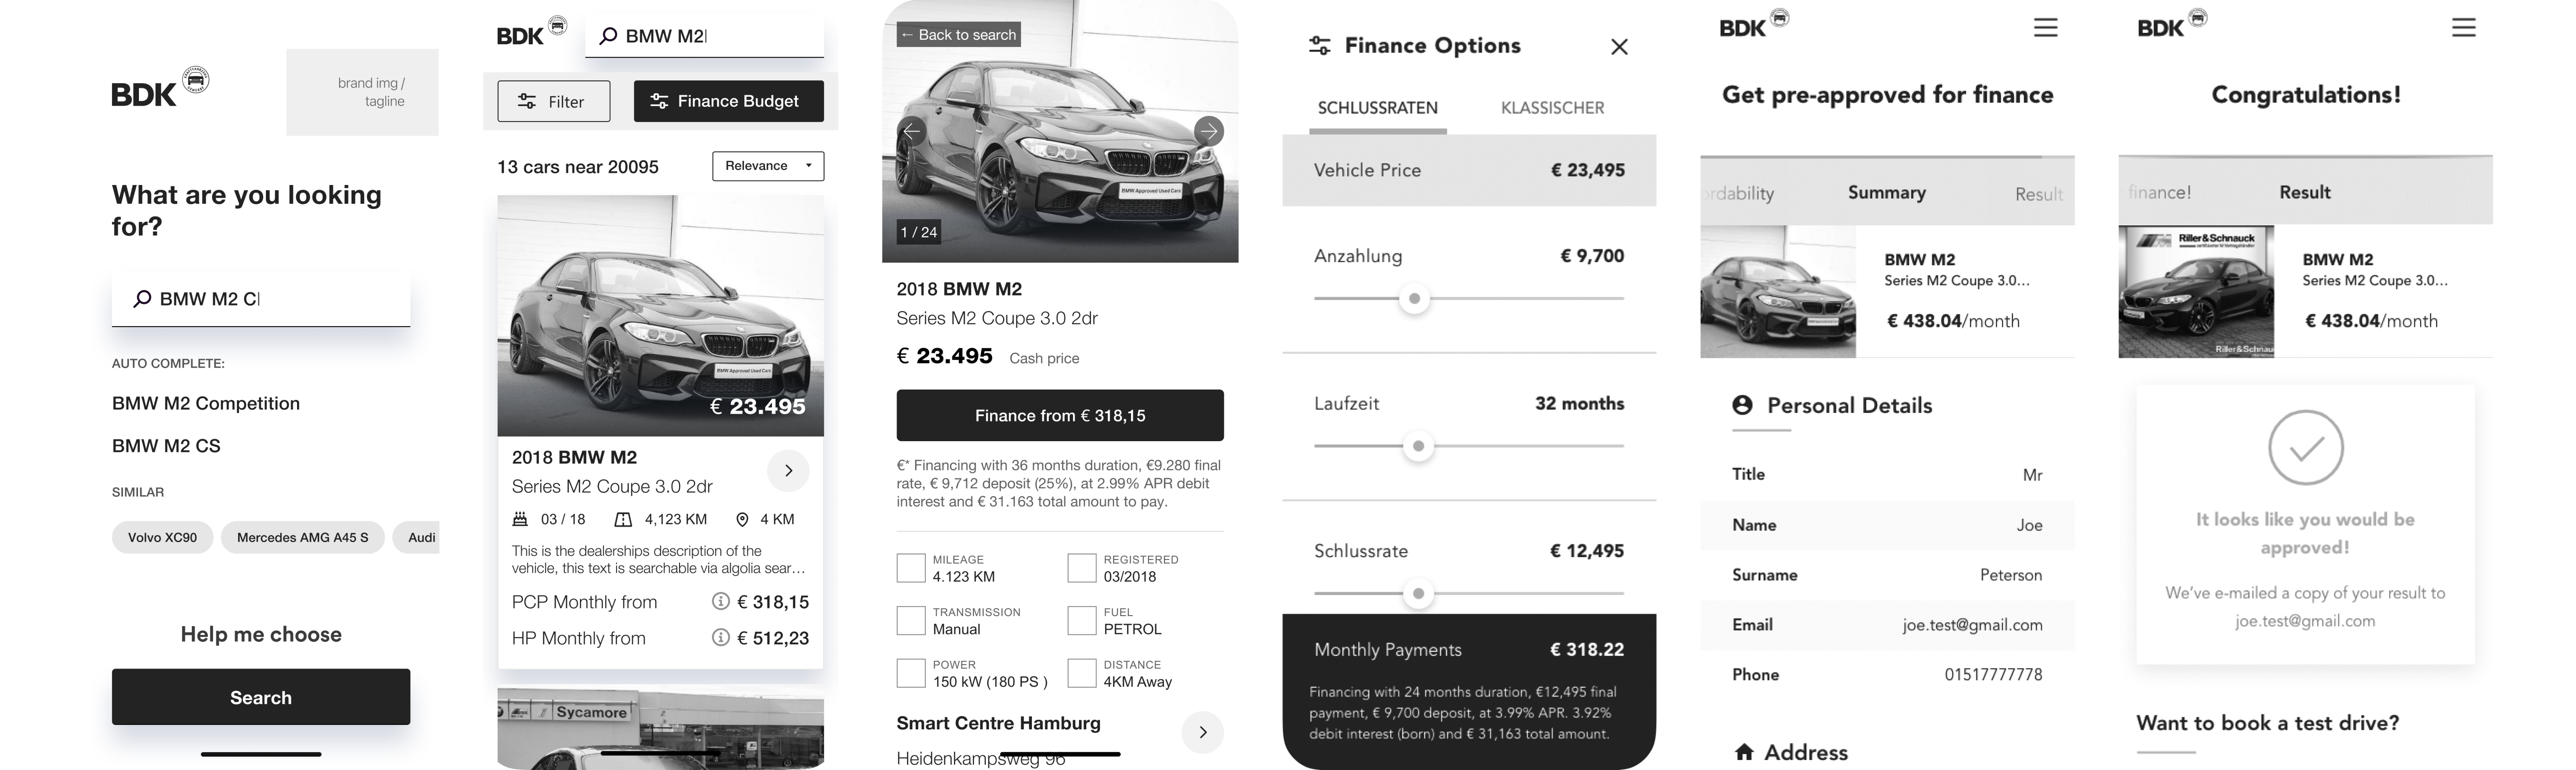 BDK
brand img /
tagline
What are you looking
for?
BMW M2 C
AUTO COMPLETE:
BMW M2 Competition
BMW M2 CS
SIMILAR
Volvo XC90
Mercedes AMG A45 S
Audi
Help me choose
Search
BDK
BMW M2
Filter
Finance Budget
13 cars near 20095
Relevance
BMW Approved Used Cars
€ 23.495
2018 BMW M2
Series M2 Coupe 3.0 2dr
03 / 18
4,123 KM
4 KM
This is the dealerships description of the
vehicle, this text is searchable via algolia sear...
PCP Monthly from
€ 318,15
HP Monthly from
€ 512,23
Sycamore
← Back to search
BMW Approved Used Cars
1 / 24
2018 BMW M2
Series M2 Coupe 3.0 2dr
€ 23.495 Cash price
Finance from € 318,15
€* Financing with 36 months duration, €9.280 final
rate, € 9,712 deposit (25%), at 2.99% APR debit
interest and € 31.163 total amount to pay.
MILEAGE
4.123 KM
REGISTERED
03/2018
TRANSMISSION
Manual
FUEL
PETROL
POWER
150 kW (180 PS )
DISTANCE
4KM Away
Smart Centre Hamburg
Heidenkampsweg 96
Finance Options
SCHLUSSRATEN
KLASSISCHER
Vehicle Price
€ 23,495
Anzahlung
€ 9,700
Laufzeit
32 months
Schlussrate
€ 12,495
Monthly Payments
€ 318.22
Financing with 24 months duration, €12,495 final
payment, € 9,700 deposit, at 3.99% APR. 3.92%
debit interest (born) and € 31,163 total amount.
BDK
Get pre-approved for finance
ordability
Summary
Result
BMW M2
Series M2 Coupe 3.0...
€ 438.04/month
Personal Details
Title
Mr
Name
Joe
Surname
Peterson
Email
joe.test@gmail.com
Phone
01517777778
Address
BDK
Congratulations!
finance!
Result
Riller & Schnauck
Riller & Schnau
BMW M2
Series M2 Coupe 3.0...
€ 438.04/month
It looks like you would be
approved!
We've e-mailed a copy of your result to
joe.test@gmail.com
Want to book a test drive?